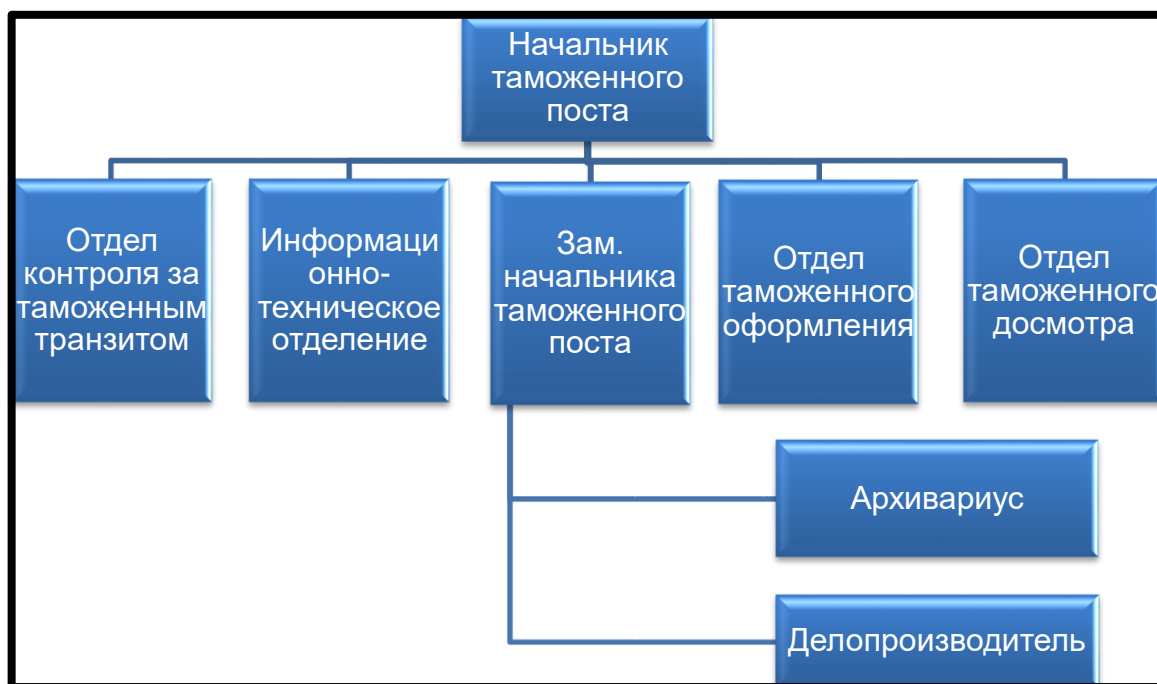 Начальник
таможенного
поста
Отдел
контроля за
таможенным
транзитом
Информаци
онно-
техническое
отделение
Зам.
начальника
таможенного
поста
Отдел
таможенного
оформления
Отдел
таможенного
досмотра
Архивариус
Делопроизводитель